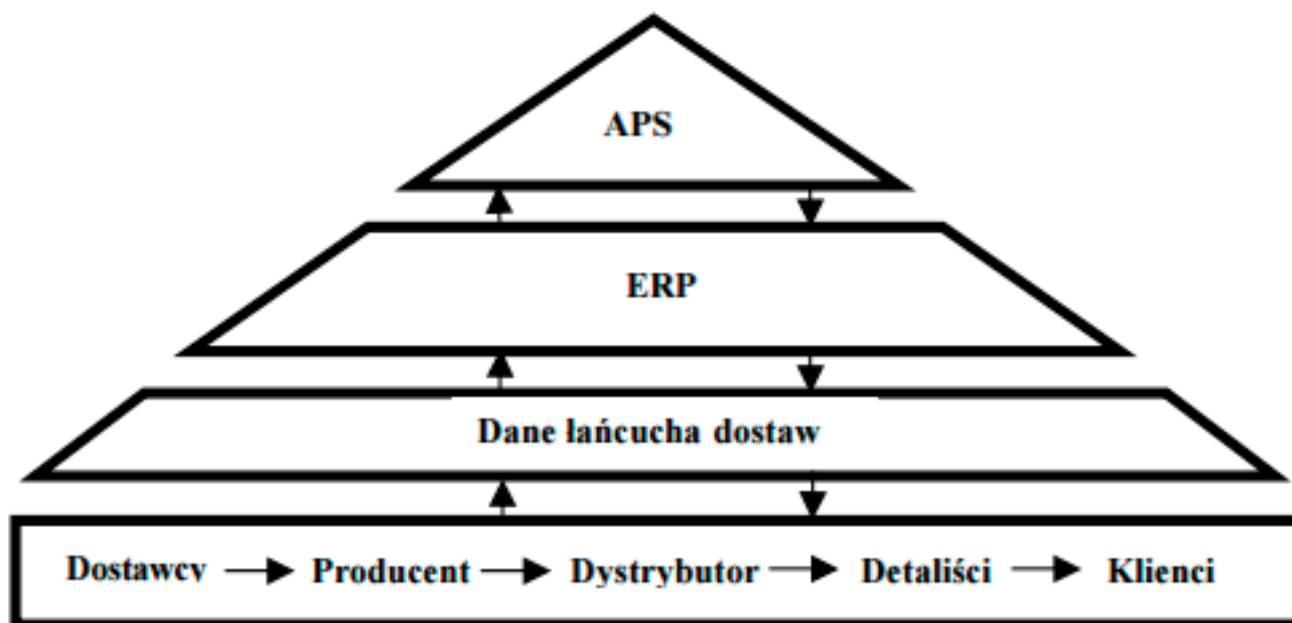 APS
ERP
Dane łańcucha dostaw
Dostawcy Producent Dystrybutor Detaliści Klienci